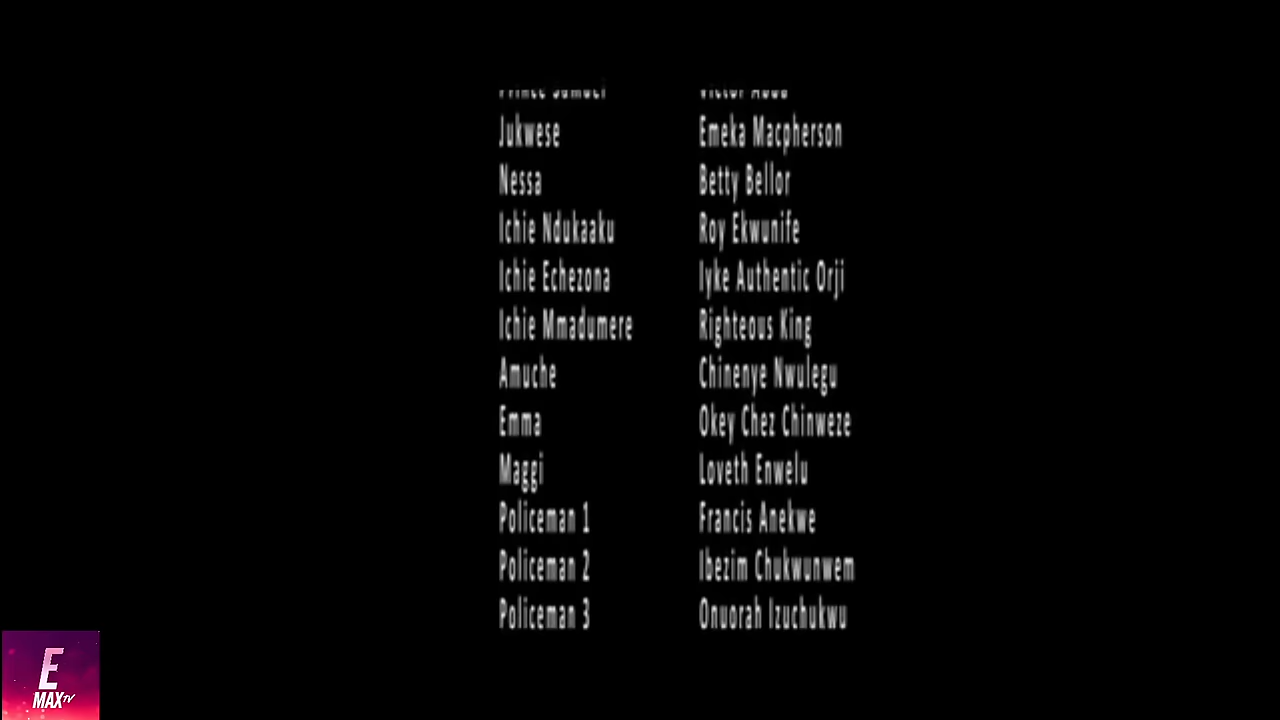 Jukwese Emeka Macpherson
Nessa Betty Bellor
Ichie Ndukaaku Roy Ekwunife
Ichie Echezona Iyke Authentic Orji
Ichie Mmadumere Righteous King
Amuche Chinenye Nwulegu
Emma Okey Chez Chinweze
Maggi Loveth Enwelu
Policeman 1 Francis Anekwe
Policeman 2 Ibezim Chukwunwem
Policeman 3 Onuorah Izuchukwu
E
MAXTV